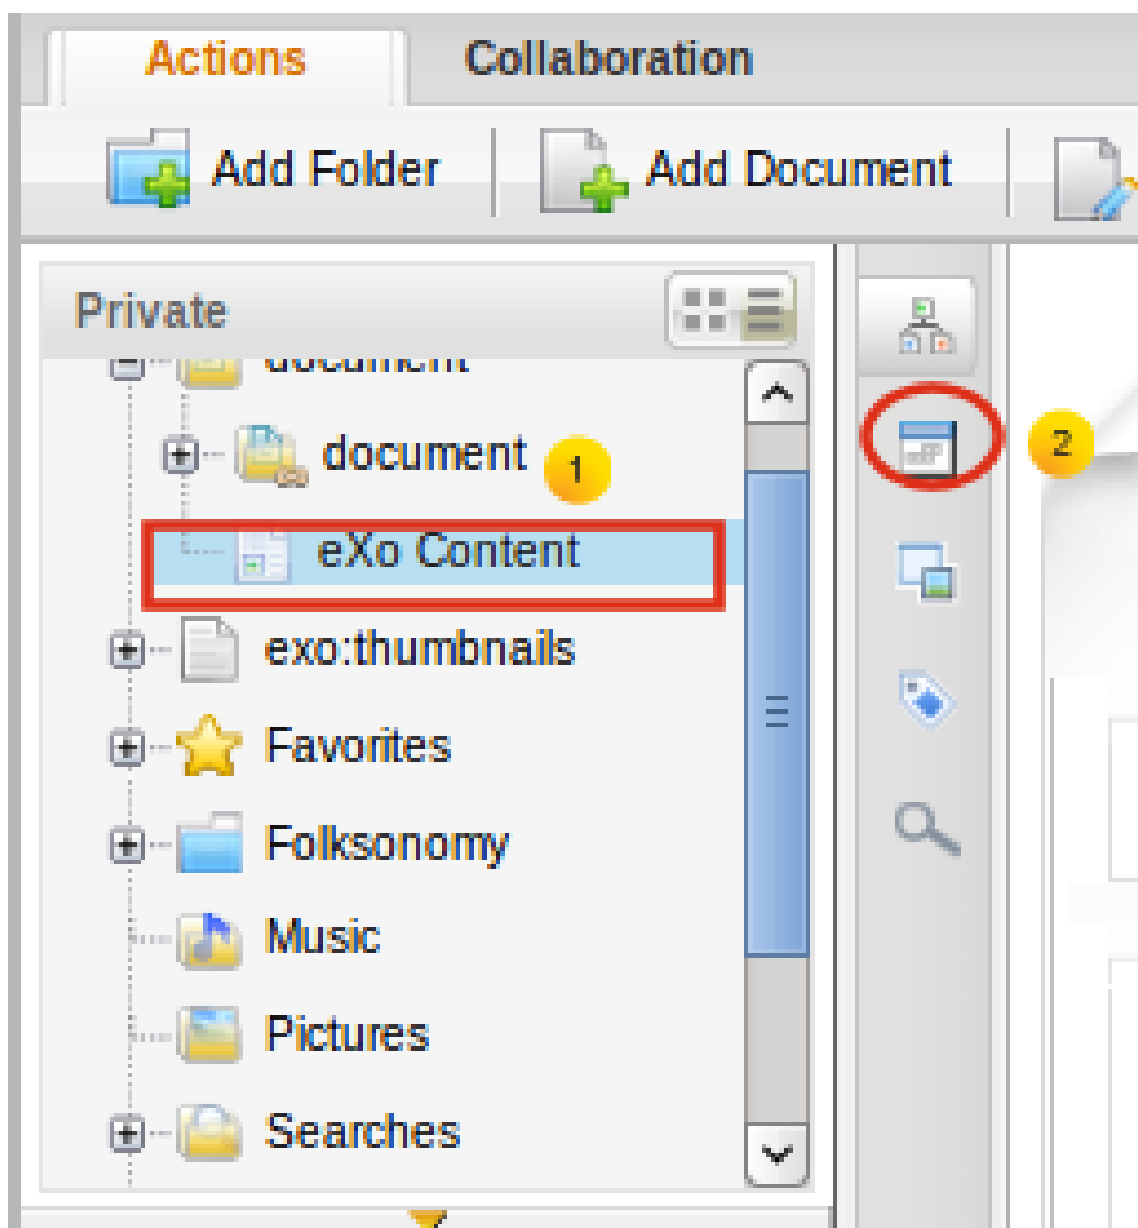 Actions Collaboration
Add Folder Add Document
Private
document
document 1
2
eXo Content
exo:thumbnails
Favorites
Folksonomy
Music
Pictures
Searches